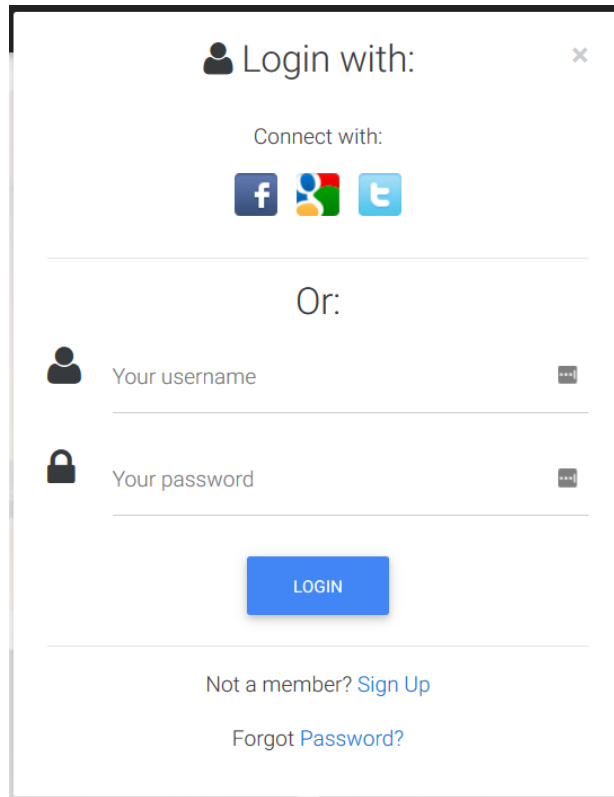 Login with:
×
Connect with:
Or:
Your username
Your password
LOGIN
Not a member? Sign Up
Forgot Password?